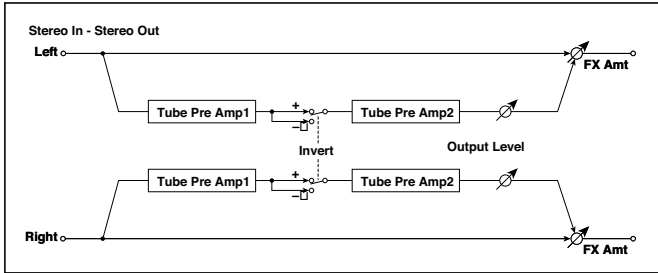 Stereo In - Stereo Out
Left
FX Amt
Tube Pre Amp1
+
−
Tube Pre Amp2
Invert
Output Level
Tube Pre Amp1
+
−
Tube Pre Amp2
Right
FX Amt